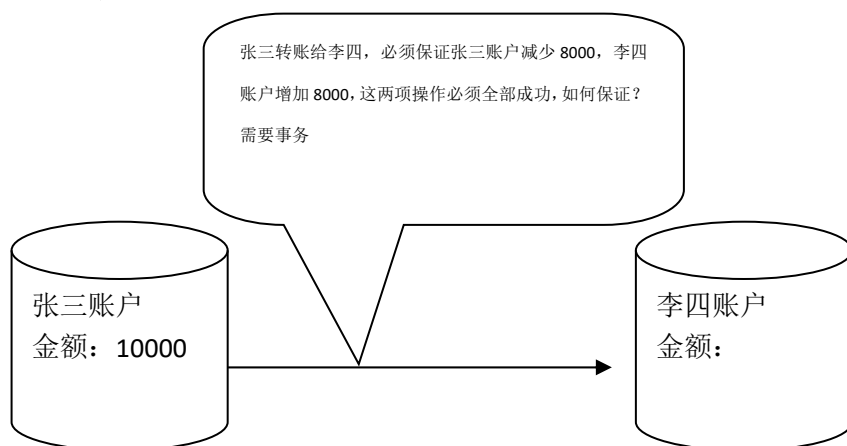 张三转账给李四，必须保证张三账户减少 8000，李四
账户增加 8000，这两项操作必须全部成功，如何保证？
需要事务
张三账户
金额：10000
李四账户
金额：